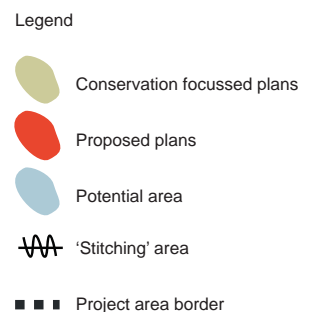 Legend
Conservation focussed plans
Proposed plans
Potential area
‘Stitching’ area
Project area border